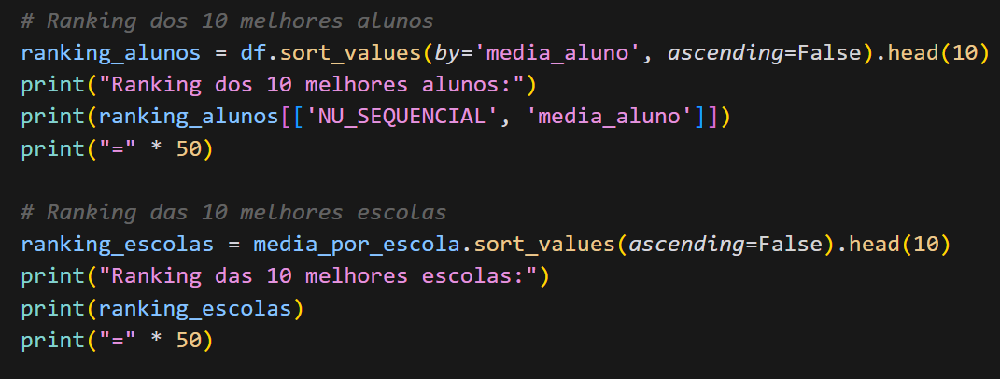 # Ranking dos 10 melhores alunos
ranking_alunos = df.sort_values(by='media_aluno', ascending=False).head(10)
print("Ranking dos 10 melhores alunos:")
print(ranking_alunos[['NU_SEQUENCIAL', 'media_aluno']])
print("=" * 50)
# Ranking das 10 melhores escolas
ranking_escolas = media_por_escola.sort_values(ascending=False).head(10)
print("Ranking das 10 melhores escolas:")
print(ranking_escolas)
print("=" * 50)